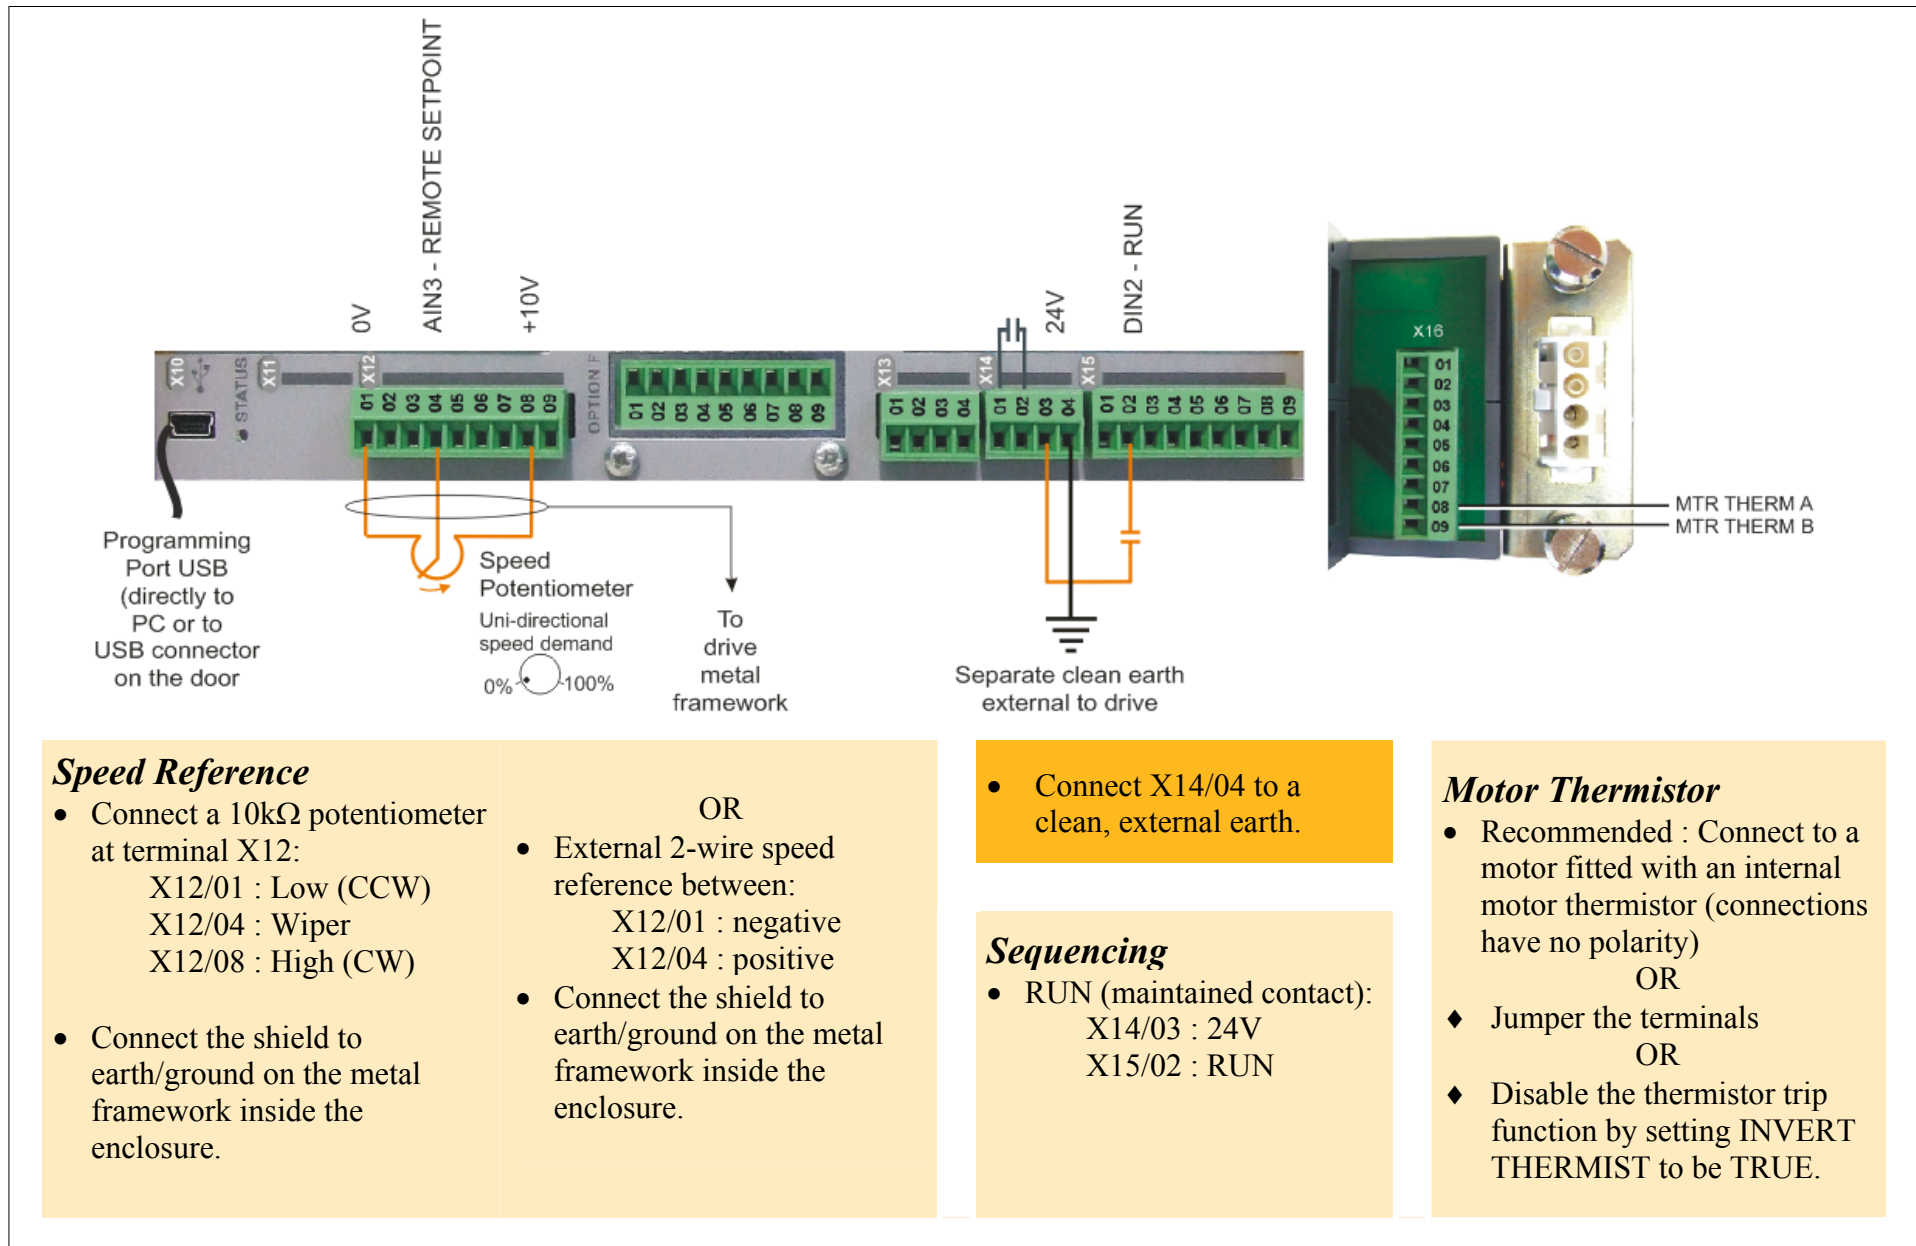 0V
AIN3 - REMOTE SETPOINT
+10V
24V
DIN2 - RUN
X10
STATUS
X11
X12
01 02 03 04 05 06 07 08 09
OPTION F
01 02 03 04 05 06 07 08 09
X13
01 02 03 04
X14
01 02 03 04
X15
01 02 03 04 05 06 07 08 09
X16
01
02
03
04
05
06
07
08
09
MTR THERM A
MTR THERM B
Programming
Port USB
(directly to
PC or to
USB connector
on the door
Speed
Potentiometer
Uni-directional
speed demand
0%
100%
To
drive
metal
framework
Separate clean earth
external to drive
Speed Reference
• Connect a 10kΩ potentiometer
at terminal X12:
X12/01 : Low (CCW)
X12/04 : Wiper
X12/08 : High (CW)
• Connect the shield to
earth/ground on the metal
framework inside the
enclosure.
OR
• External 2-wire speed
reference between:
X12/01 : negative
X12/04 : positive
• Connect the shield to
earth/ground on the metal
framework inside the
enclosure.
• Connect X14/04 to a
clean, external earth.
Sequencing
• RUN (maintained contact):
X14/03 : 24V
X15/02 : RUN
Motor Thermistor
• Recommended : Connect to a
motor fitted with an internal
motor thermistor (connections
have no polarity)
OR
♦ Jumper the terminals
OR
♦ Disable the thermistor trip
function by setting INVERT
THERMIST to be TRUE.